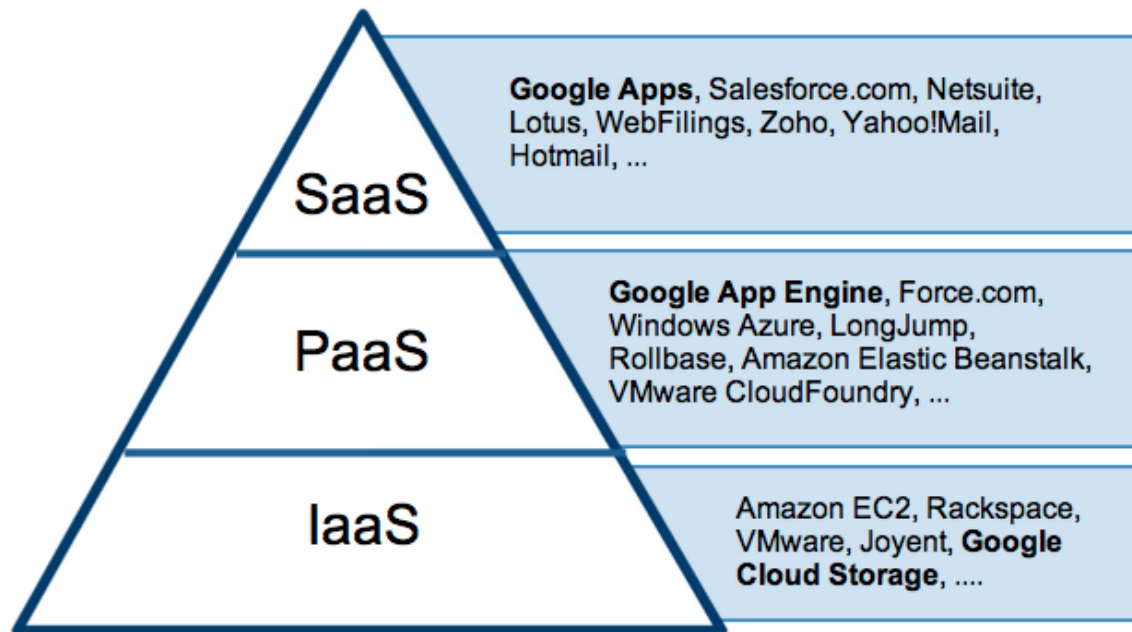 Google Apps, Salesforce.com, Netsuite,
Lotus, WebFilings, Zoho, Yahoo!Mail,
Hotmail, ...
SaaS
Google App Engine, Force.com,
Windows Azure, LongJump,
Rollbase, Amazon Elastic Beanstalk,
VMware CloudFoundry, ...
PaaS
Amazon EC2, Rackspace,
VMware, Joyent, Google
Cloud Storage, ....
IaaS